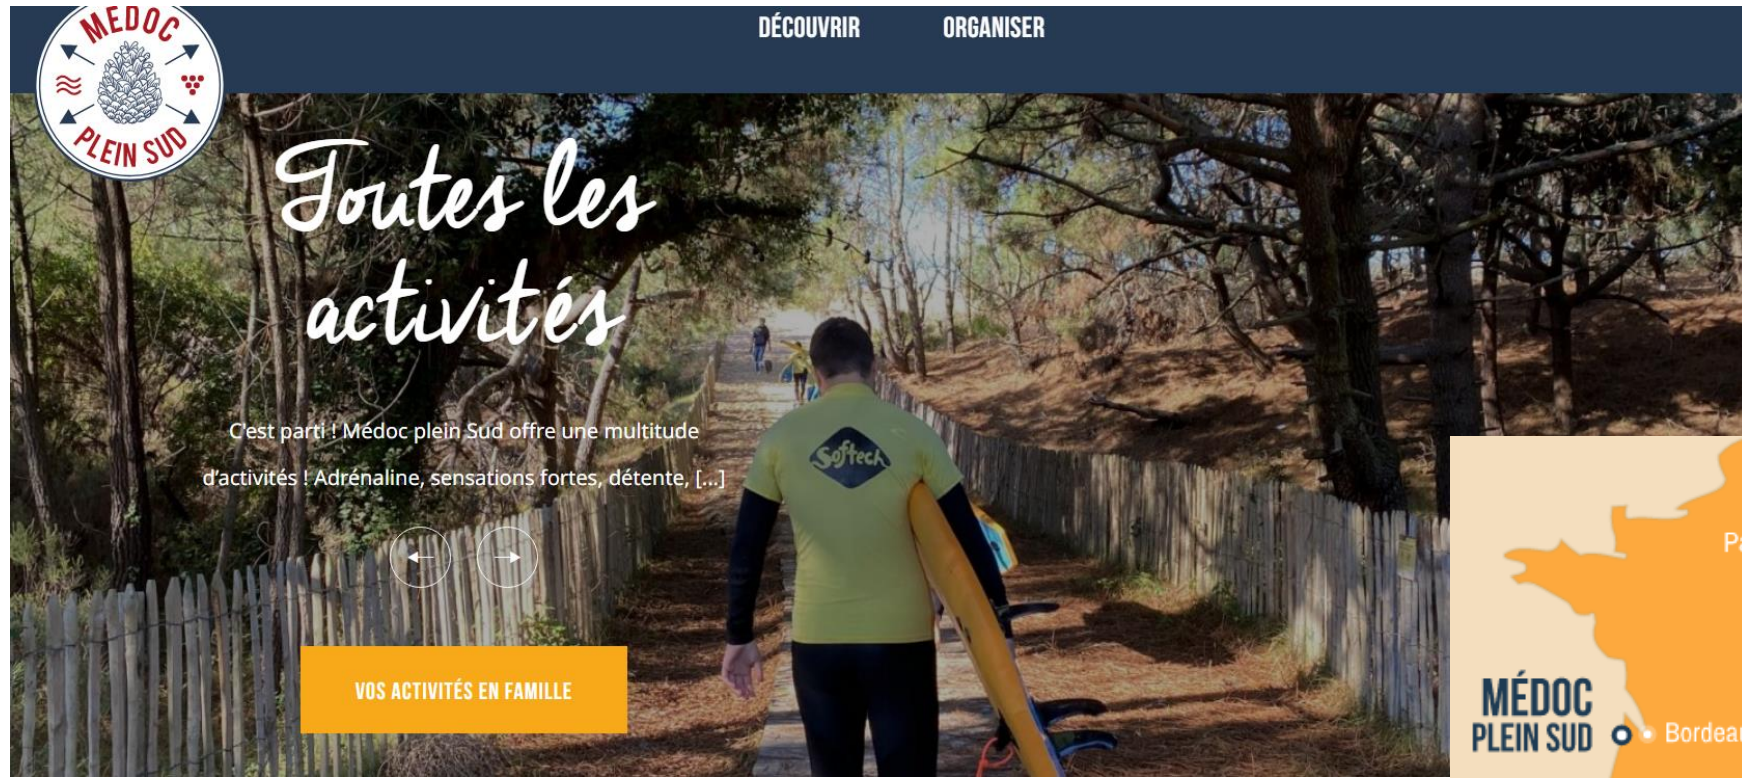 MEDOC
PLEIN SUD
DÉCOUVRIR
ORGANISER
Toutes les
activités
C'est parti ! Médoc plein Sud offre une multitude
d'activités ! Adrénaline, sensations fortes, détente, [...]
VOS ACTIVITÉS EN FAMILLE
Softech
MÉDOC
PLEIN SUD